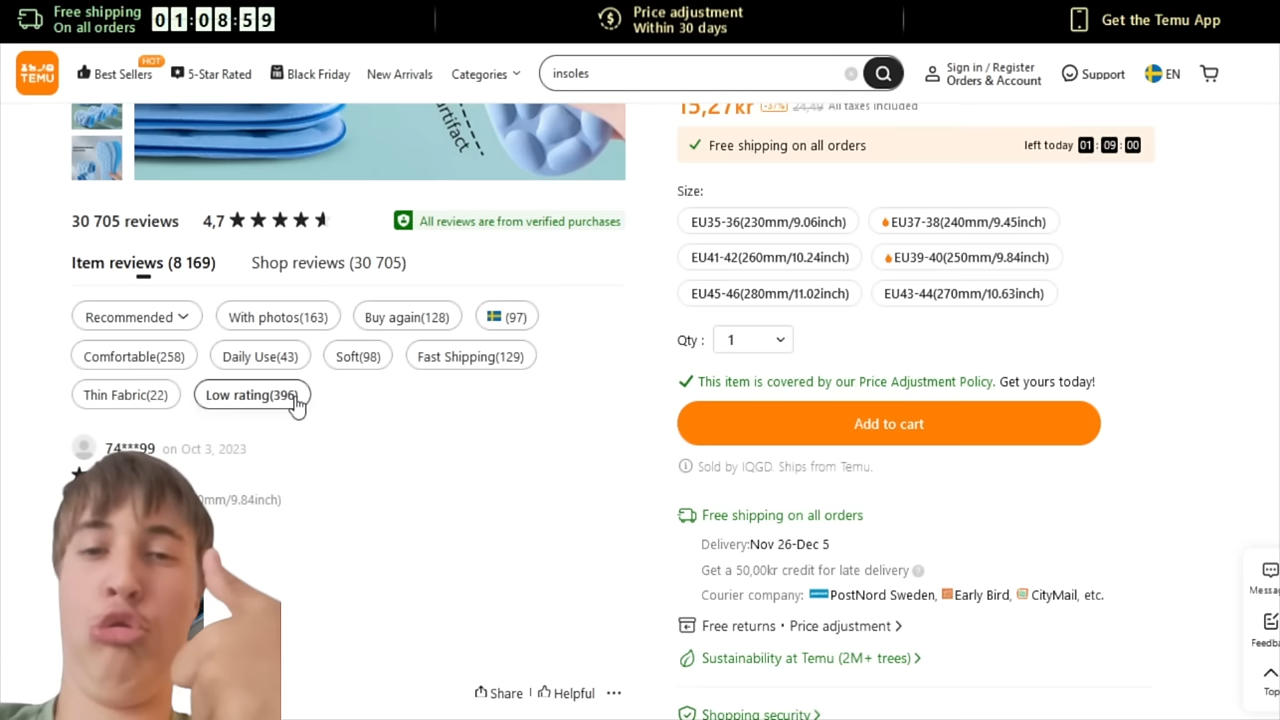 Free shipping
On all orders
01:08:59
Price adjustment
Within 30 days
Get the Temu App
TEMU
Best Sellers
HOT
5-Star Rated
Black Friday
New Arrivals
Categories
insoles
Sign in / Register
Orders & Account
Support
EN
artifact
15,27kr -37% 24,49 All taxes included
Free shipping on all orders
left today 01:09:00
30 705 reviews 4,7
All reviews are from verified purchases
Item reviews (8 169)
Shop reviews (30 705)
Recommended
With photos(163)
Buy again(128)
(97)
Comfortable(258)
Daily Use(43)
Soft(98)
Fast Shipping(129)
Thin Fabric(22)
Low rating(396)
74***99 on Oct 3, 2023
0mm/9.84inch)
Share
Helpful
...
Size:
EU35-36(230mm/9.06inch)
EU37-38(240mm/9.45inch)
EU41-42(260mm/10.24inch)
EU39-40(250mm/9.84inch)
EU45-46(280mm/11.02inch)
EU43-44(270mm/10.63inch)
Qty : 1
This item is covered by our Price Adjustment Policy. Get yours today!
Add to cart
Sold by IQGD. Ships from Temu.
Free shipping on all orders
Delivery:Nov 26-Dec 5
Get a 50,00kr credit for late delivery ?
Courier company: PostNord Sweden, Early Bird, CityMail, etc.
Free returns · Price adjustment >
Sustainability at Temu (2M+ trees) >
Shopping security >
Messag
Feedba
Top